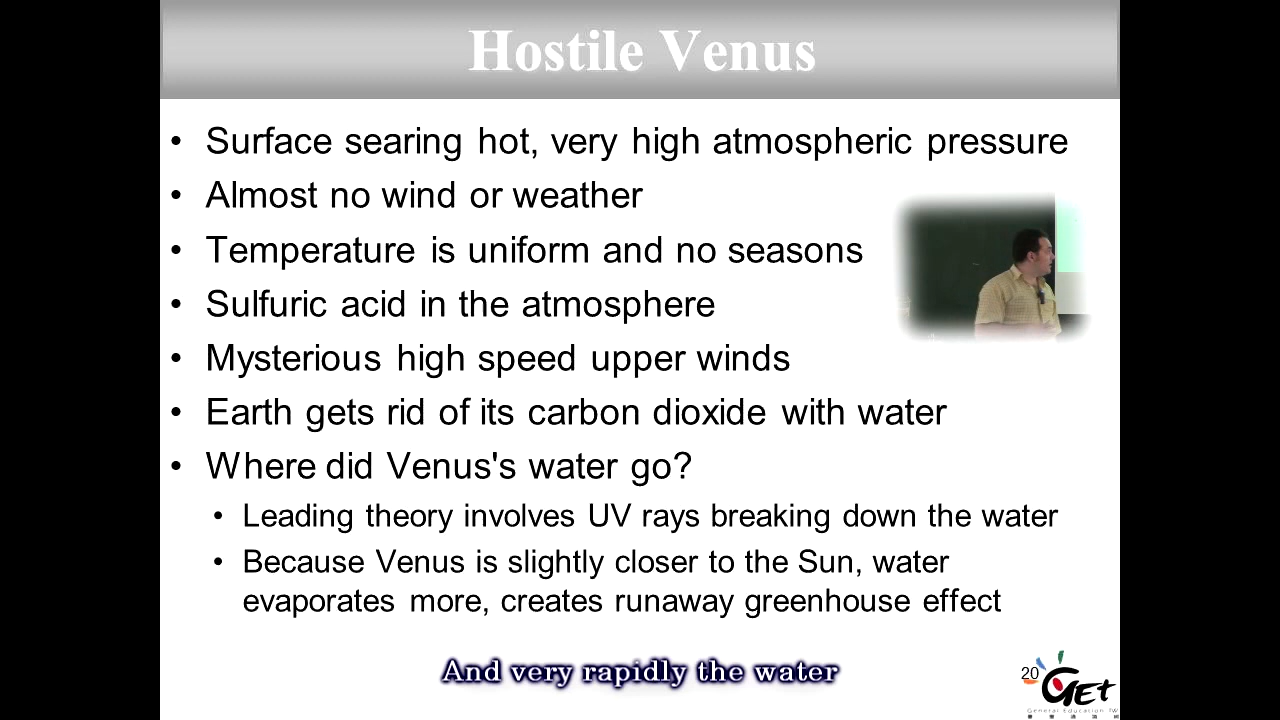 Hostile Venus
• Surface searing hot, very high atmospheric pressure
• Almost no wind or weather
• Temperature is uniform and no seasons
• Sulfuric acid in the atmosphere
• Mysterious high speed upper winds
• Earth gets rid of its carbon dioxide with water
• Where did Venus's water go?
• Leading theory involves UV rays breaking down the water
• Because Venus is slightly closer to the Sun, water
evaporates more, creates runaway greenhouse effect
And very rapidly the water
20
GET
General Education TW